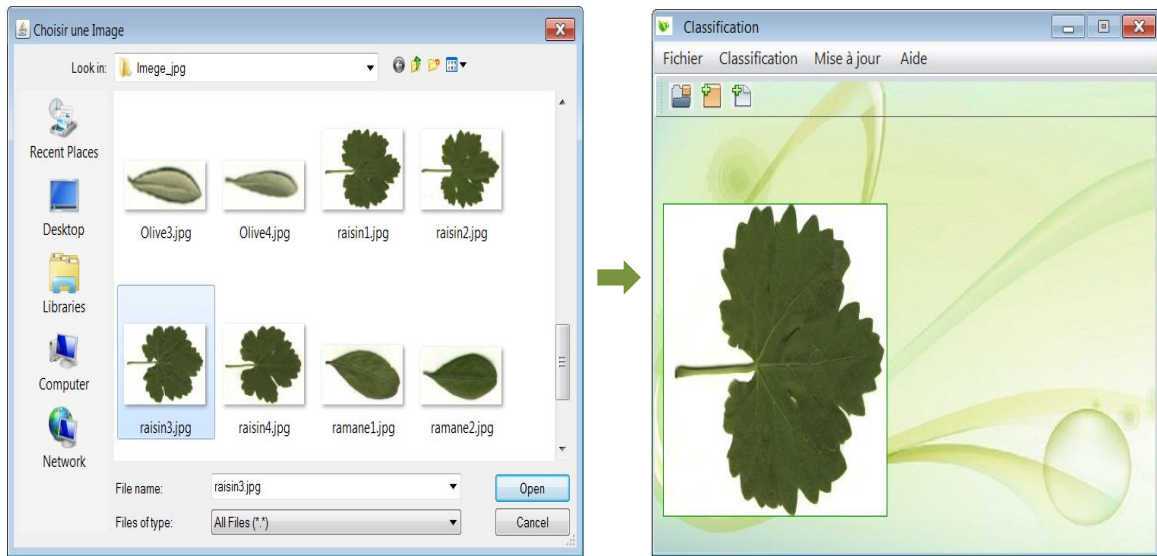 Choisir une Image
Look in:
Imege_jpg
Recent Places
Desktop
Libraries
Computer
Network
Olive3.jpg
Olive4.jpg
raisin1.jpg
raisin2.jpg
raisin3.jpg
raisin4.jpg
ramane1.jpg
ramane2.jpg
File name:
raisin3.jpg
Open
Files of type:
All Files (*.*)
Cancel
Classification
Fichier Classification Mise à jour Aide